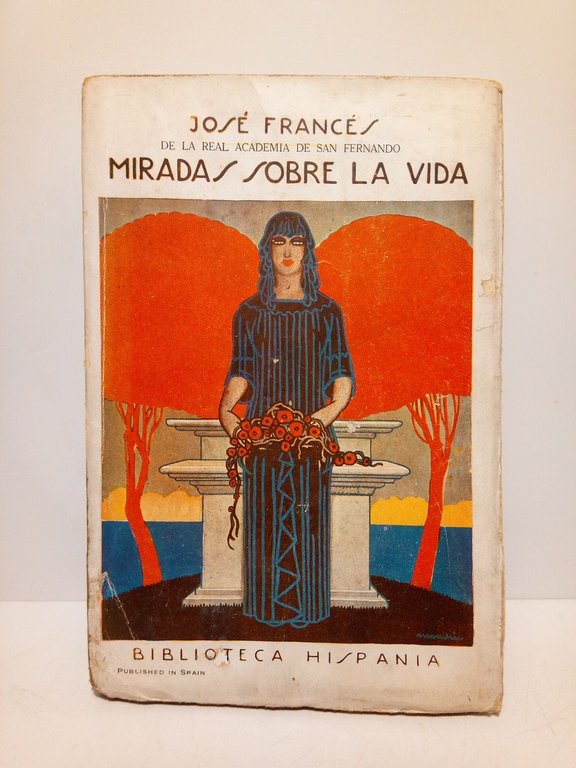 JOSÉ FRANCÉS
DE LA REAL ACADEMIA DE SAN FERNANDO
MIRADAS SOBRE LA VIDA
BIBLIOTECA HISPANIA
PUBLISHED IN SPAIN